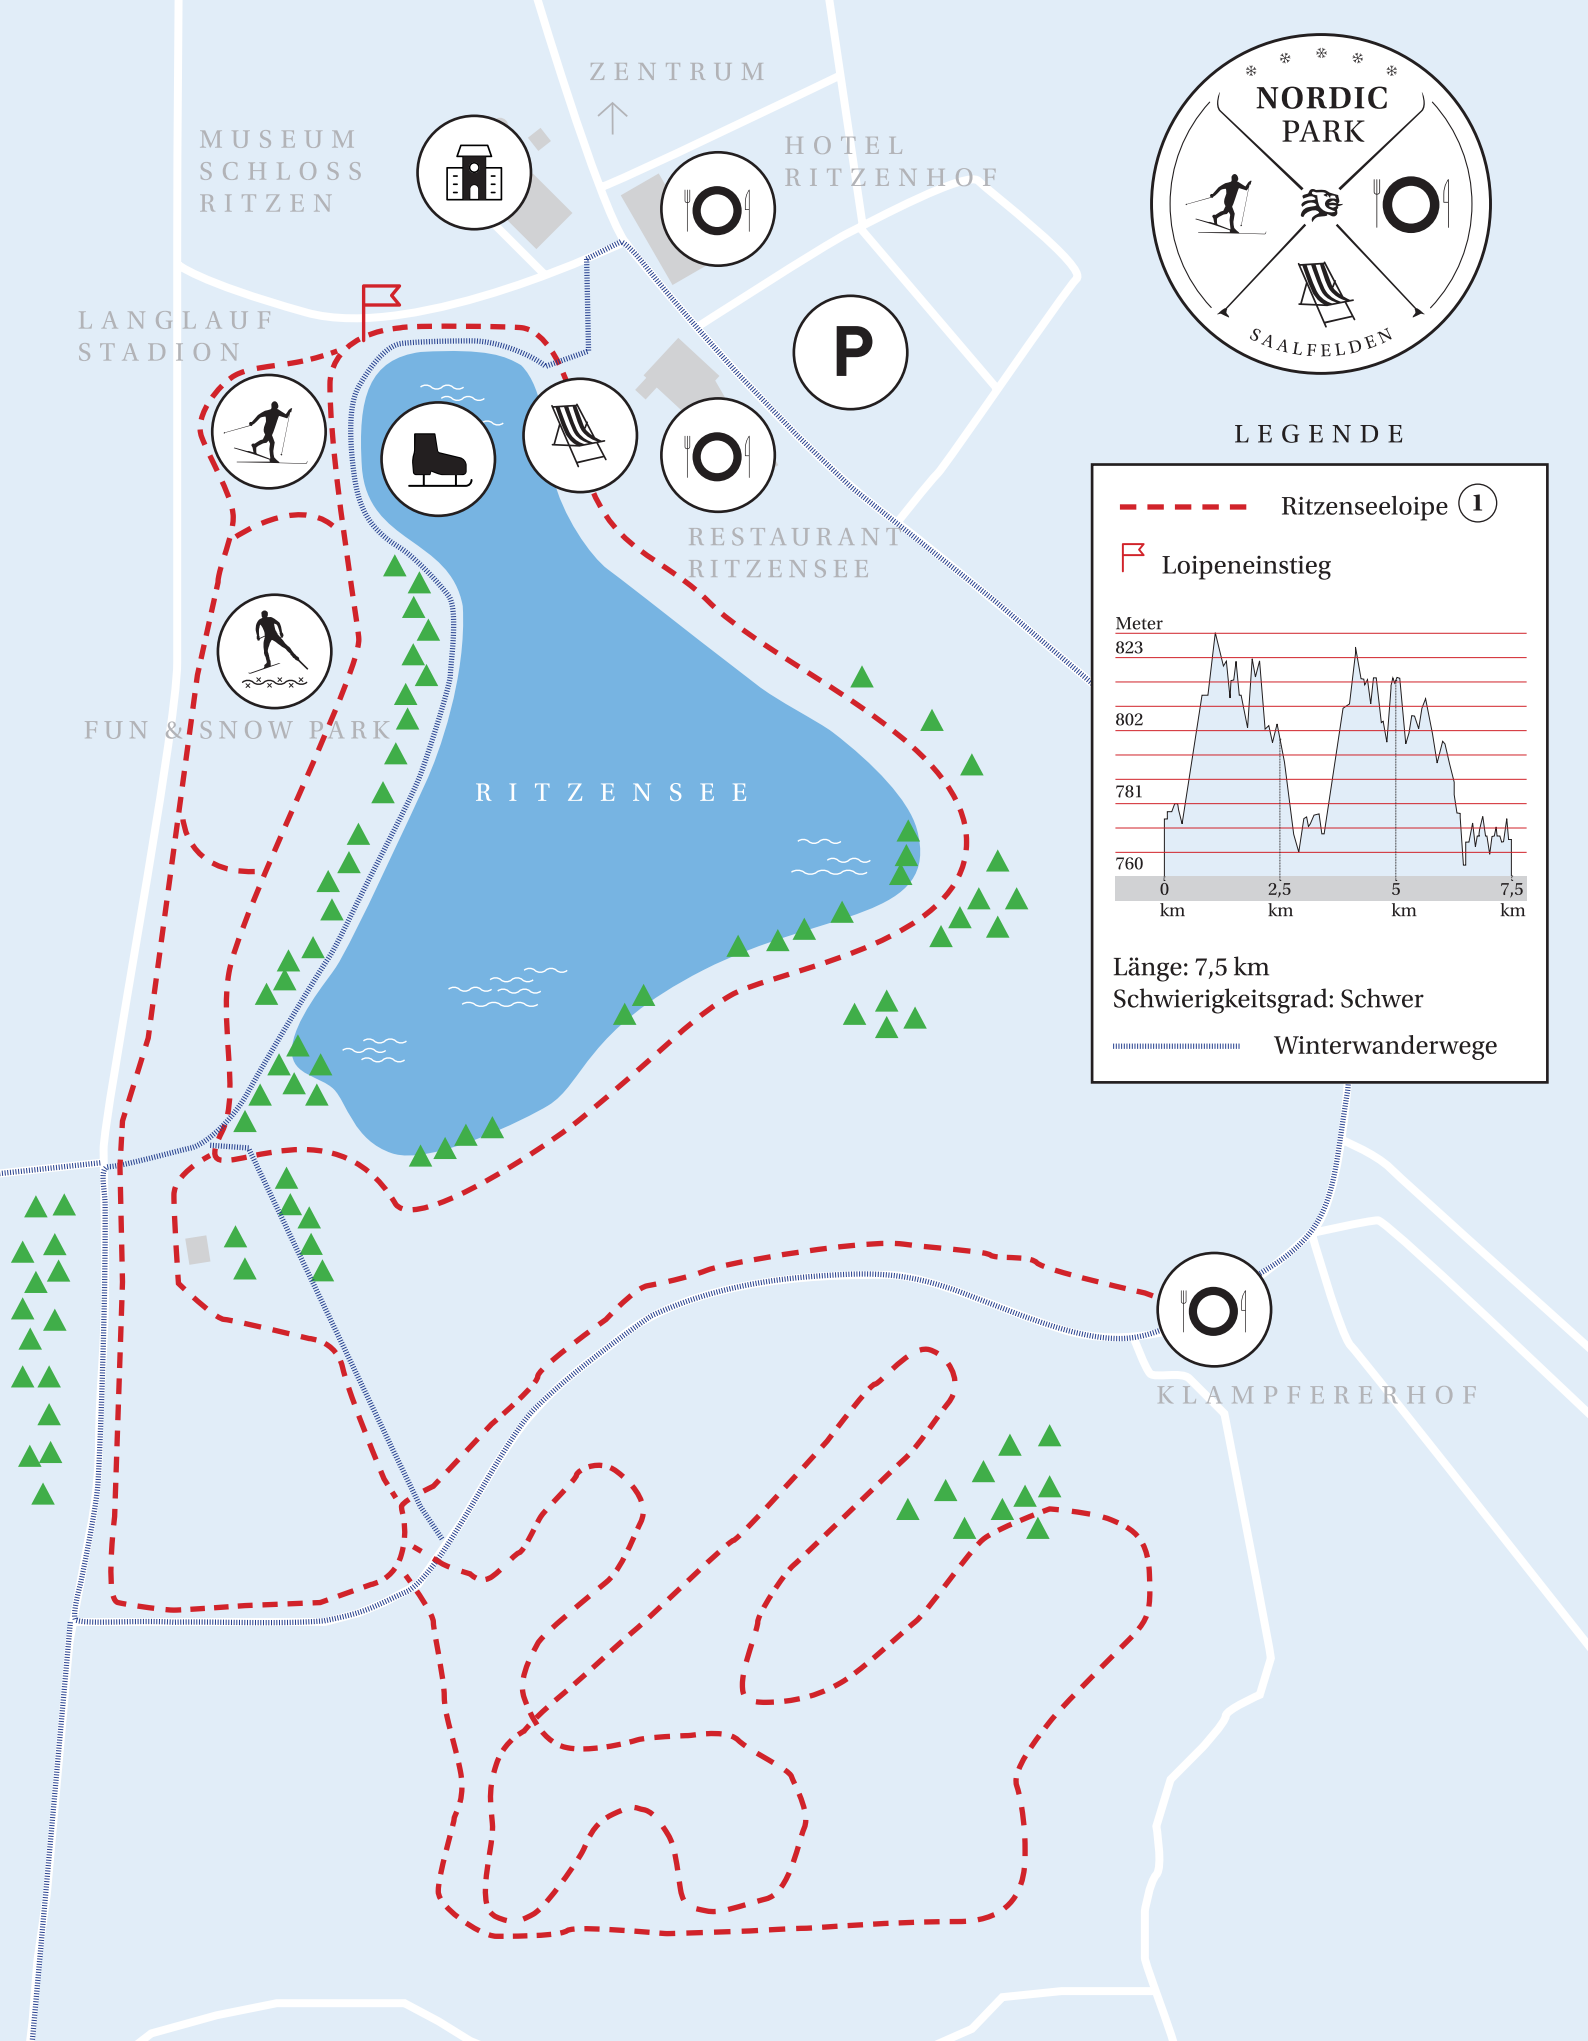 ZENTRUM
MUSEUM
SCHLOSS
RITZEN
HOTEL
RITZENHOF
NORDIC
PARK
SAALFELDEN
LANGLAUF
STADION
P
LEGENDE
Ritzenseeloipe 1
Loipeneinstieg
RESTAURANT
RITZENSEE
Meter
823
802
781
760
0 2,5 5 7,5
km km km km
FUN & SNOW PARK
RITZENSEE
Länge: 7,5 km
Schwierigkeitsgrad: Schwer
Winterwanderwege
KLAMPFERERHOF